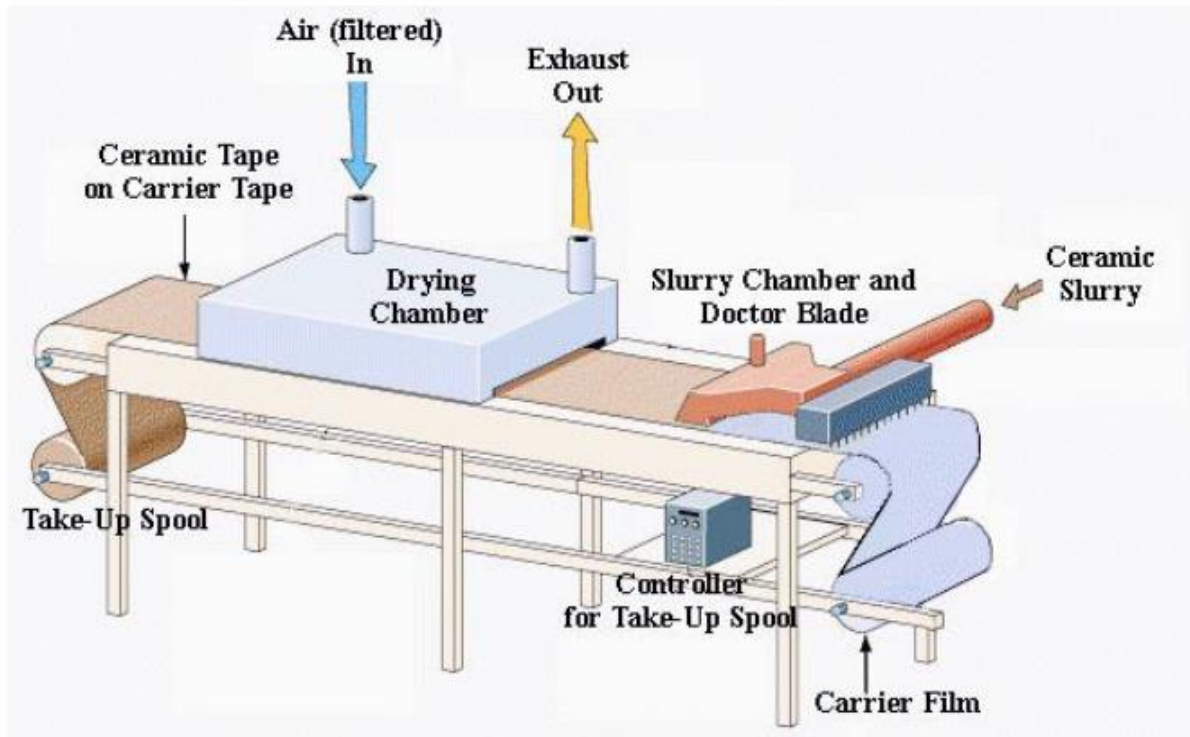 Air (filtered)
In
Exhaust
Out
Ceramic Tape
on Carrier Tape
Drying
Chamber
Slurry Chamber and
Doctor Blade
Ceramic
Slurry
Take-Up Spool
Controller
for Take-Up Spool
Carrier Film